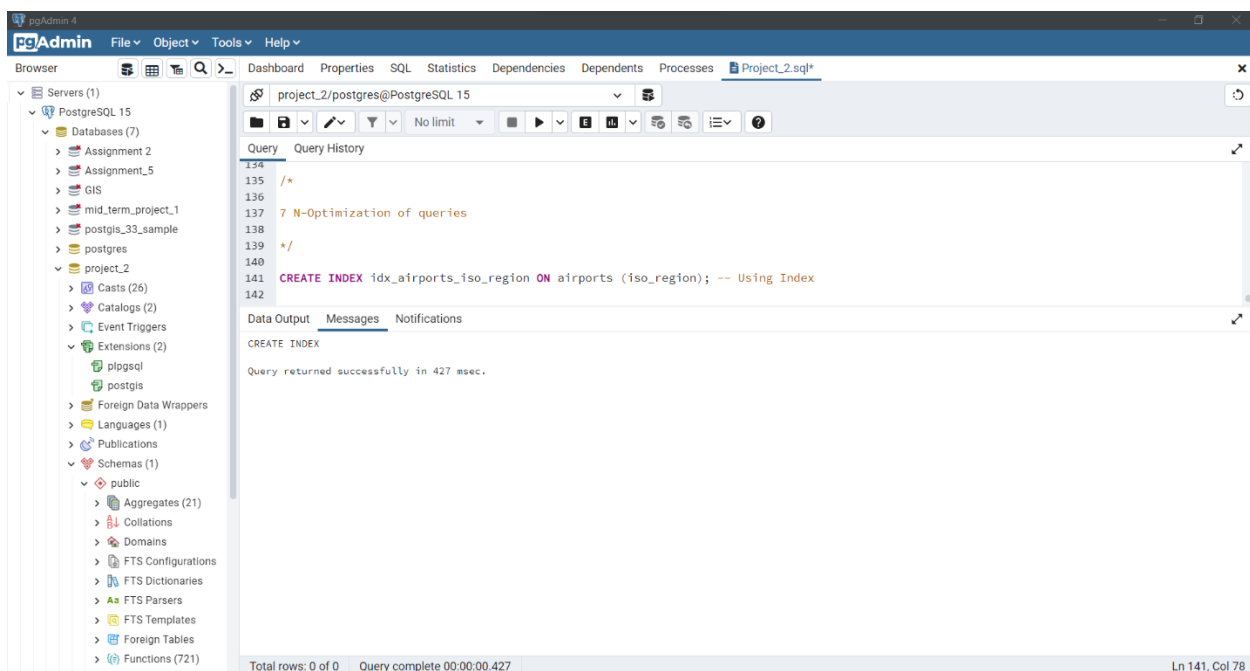 pgAdmin 4
pgAdmin File Object Tools Help
Browser
Dashboard Properties SQL Statistics Dependencies Dependents Processes Project_2.sql*
Servers (1)
PostgreSQL 15
Databases (7)
Assignment 2
Assignment_5
GIS
mid_term_project_1
postgis_33_sample
postgres
project_2
Casts (26)
Catalogs (2)
Event Triggers
Extensions (2)
plpgsql
postgis
Foreign Data Wrappers
Languages (1)
Publications
Schemas (1)
public
Aggregates (21)
Collations
Domains
FTS Configurations
FTS Dictionaries
FTS Parsers
FTS Templates
Foreign Tables
Functions (721)
project_2/postgres@PostgreSQL 15
No limit
Query Query History
134
135 /*
136
137 7 N-Optimization of queries
138
139 */
140
141 CREATE INDEX idx_airports_iso_region ON airports (iso_region); -- Using Index
142
Data Output Messages Notifications
CREATE INDEX
Query returned successfully in 427 msec.
Total rows: 0 of 0 Query complete 00:00:00.427 Ln 141, Col 78